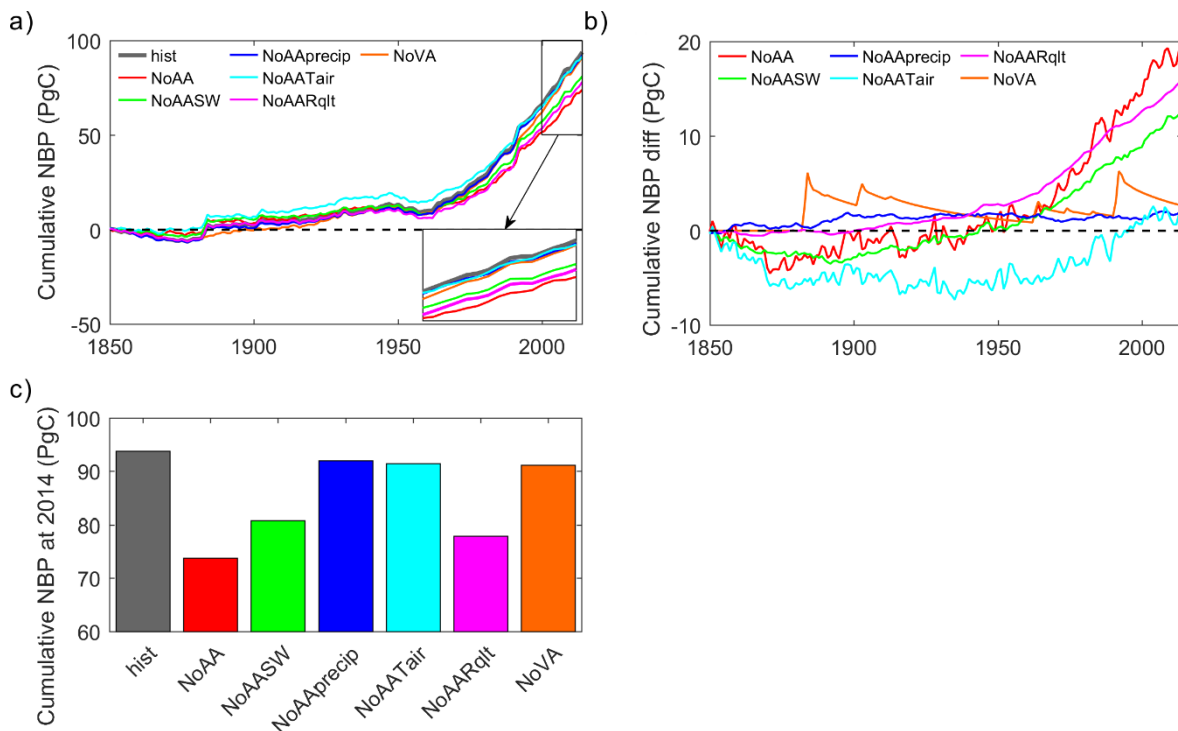 a)
Cumulative NBP (PgC)
100
50
0
-50
hist
NoAA
NoAASW
NoAAprecip
NoAATair
NoAARqlt
NoVA
1850
1900
1950
2000
b)
Cumulative NBP diff (PgC)
20
10
0
-10
NoAA
NoAASW
NoAAprecip
NoAATair
NoAARqlt
NoVA
1850
1900
1950
2000
c)
Cumulative NBP at 2014 (PgC)
100
90
80
70
60
hist
NoAA
NoAASW
NoAAprecip
NoAATair
NoAARqlt
NoVA